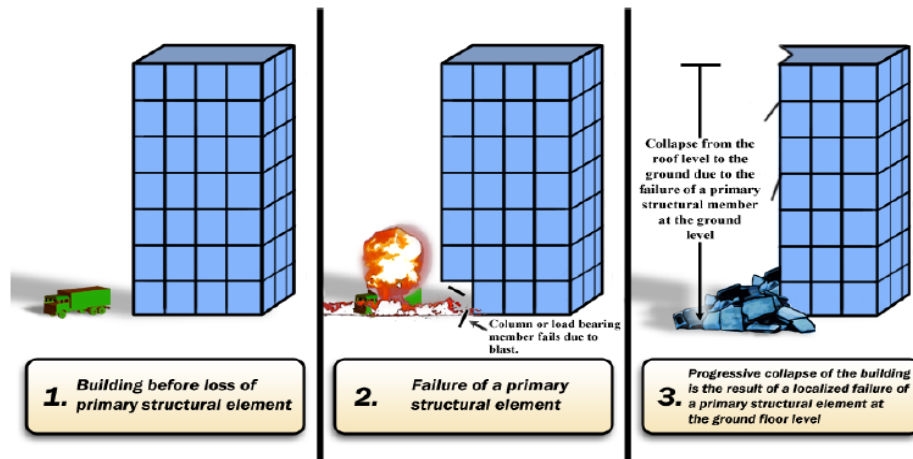 Collapse from the
roof level to the
ground due to the
failure of a primary
structural member
at the ground
level
Column or load bearing
member fails due to
blast.
1. Building before loss of
primary structural element
2. Failure of a primary
structural element
3. Progressive collapse of the building
is the result of a localized failure of
a primary structural element at
the ground floor level